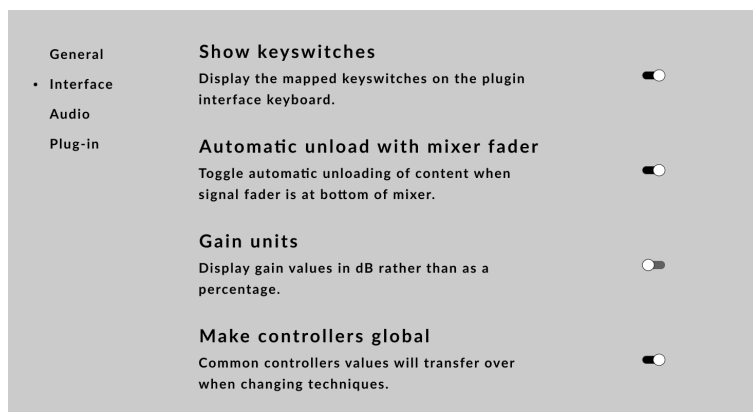 General
• Interface
Audio
Plug-in
Show keyswitches
Display the mapped keyswitches on the plugin
interface keyboard.
Automatic unload with mixer fader
Toggle automatic unloading of content when
signal fader is at bottom of mixer.
Gain units
Display gain values in dB rather than as a
percentage.
Make controllers global
Common controllers values will transfer over
when changing techniques.